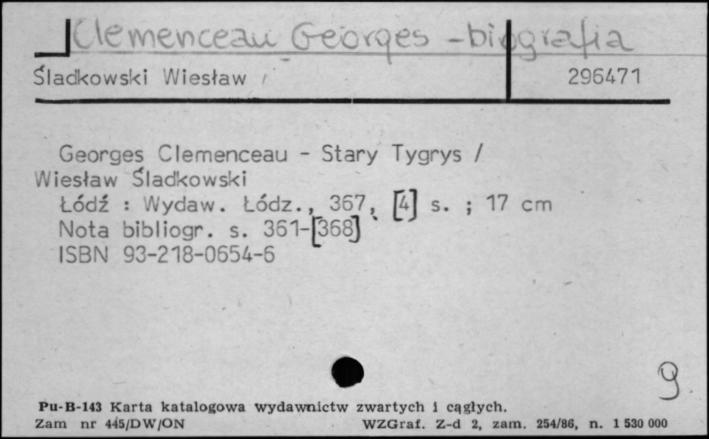 Clemenceau Georges - biografia
Śladkowski Wiesław
296471
Georges Clemenceau - Stary Tygrys /
Wiesław Śladkowski
Łódź : Wydaw. Łódz., 367, [4] s. ; 17 cm
Nota bibliogr. s. 361-[368]
ISBN 93-218-0654-6
9
Pu-B-143 Karta katalogowa wydawnictw zwartych i ciągłych.
Zam nr 445/DW/ON WZGraf. Z-d 2, zam. 254/86, n. 1 530 000